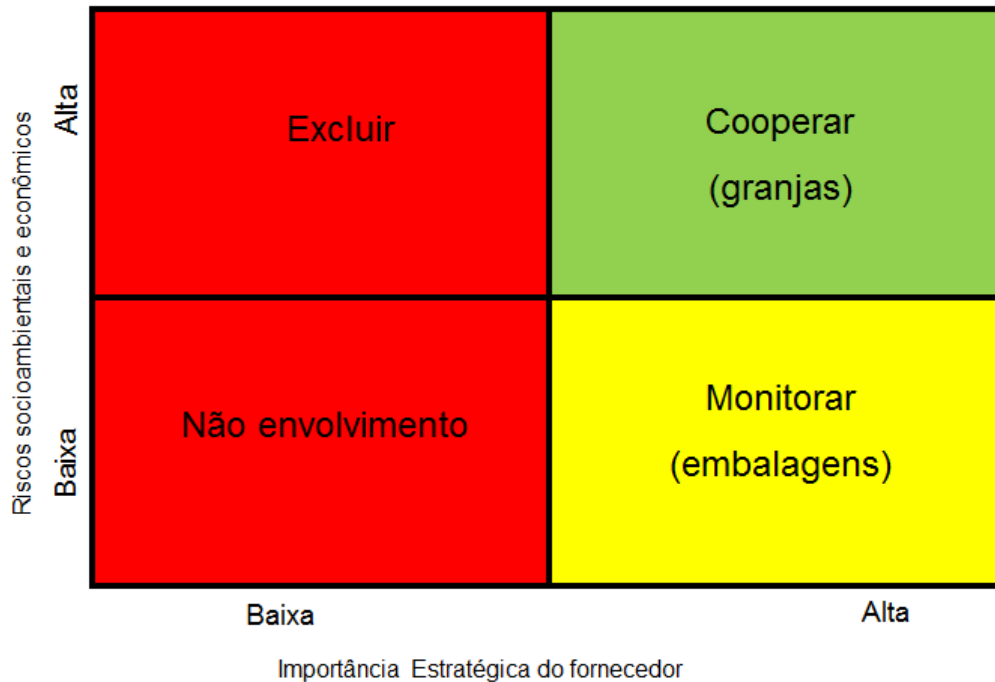 Riscos socioambientais e econômicos
Alta
Excluir
Cooperar
(granjas)
Baixa
Não envolvimento
Monitorar
(embalagens)
Baixa
Alta
Importância Estratégica do fornecedor